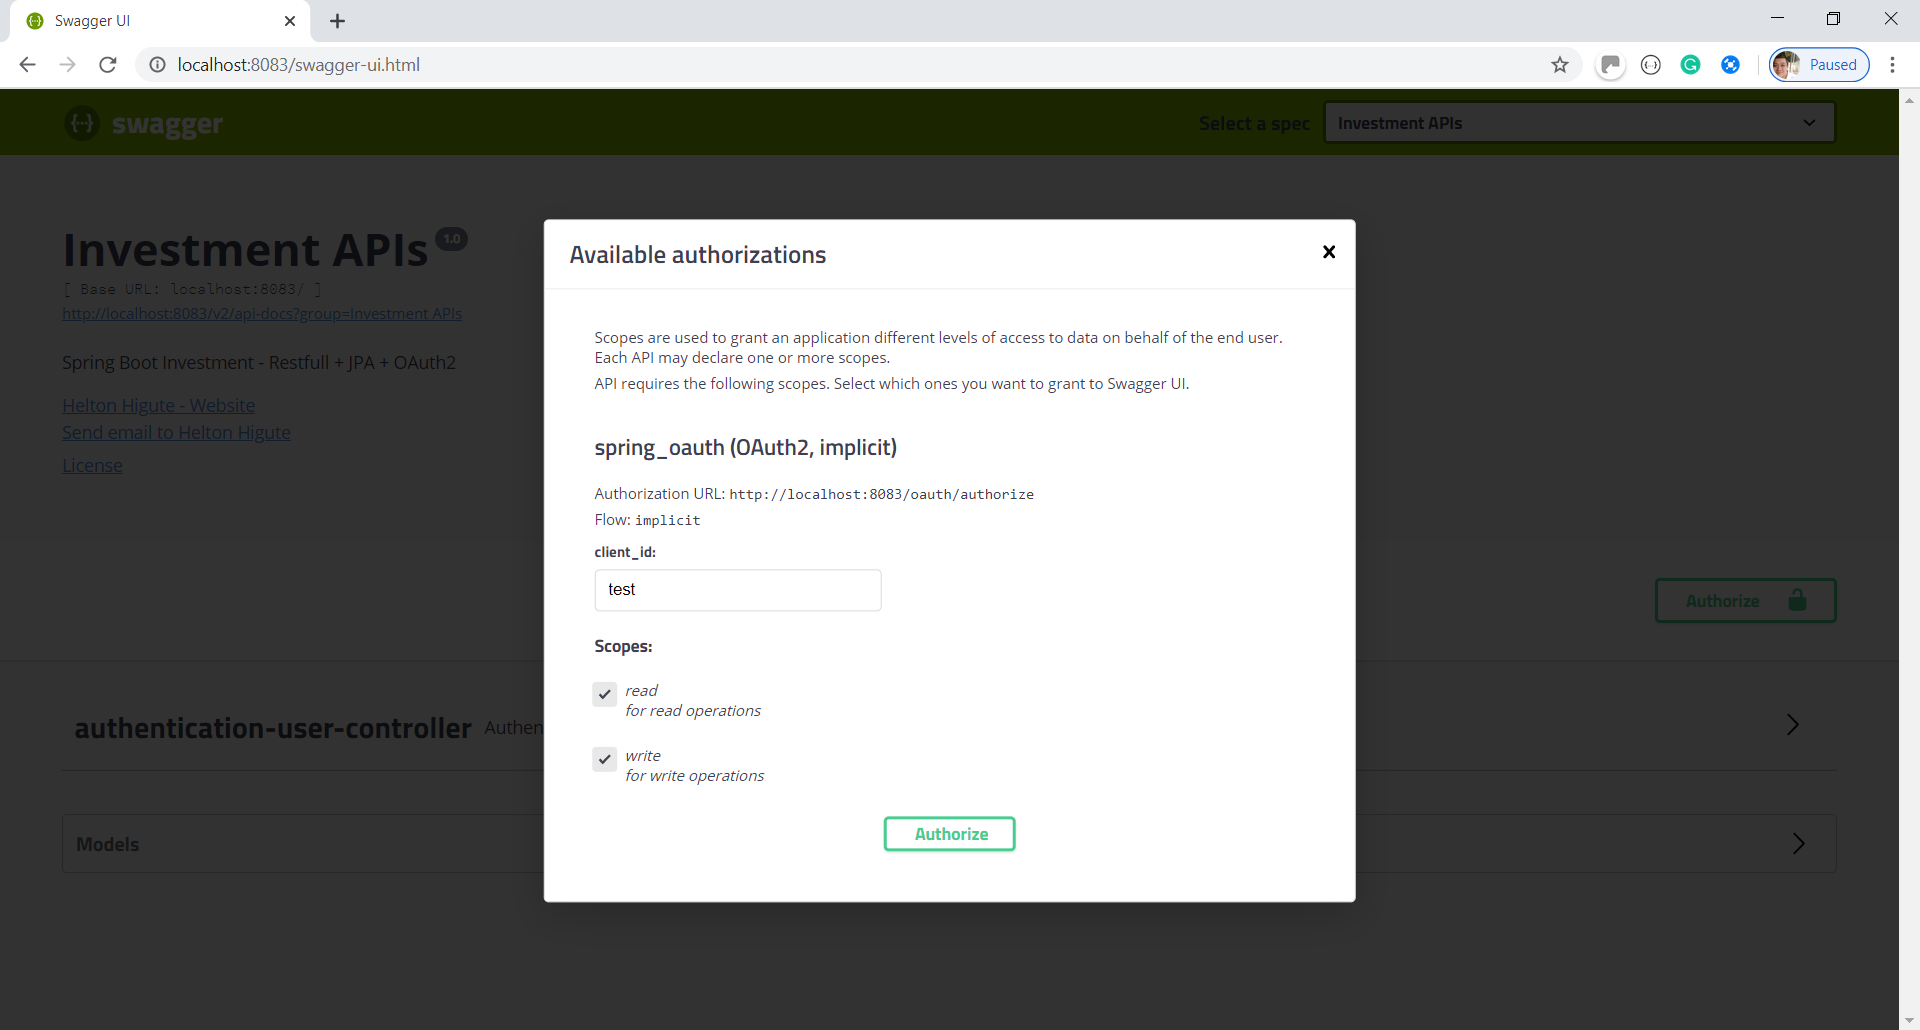 Swagger UI
localhost:8083/swagger-ui.html
Paused
swagger
Select a spec
Investment APIs
Investment APIs 1.0
[ Base URL: localhost:8083/ ]
http://localhost:8083/v2/api-docs?group=Investment APIs
Spring Boot Investment - Restfull + JPA + OAuth2
Helton Higute - Website
Send email to Helton Higute
License
Authorize
authentication-user-controller Authen
Models
Available authorizations
Scopes are used to grant an application different levels of access to data on behalf of the end user.
Each API may declare one or more scopes.
API requires the following scopes. Select which ones you want to grant to Swagger UI.
spring_oauth (OAuth2, implicit)
Authorization URL: http://localhost:8083/oauth/authorize
Flow: implicit
client_id:
test
Scopes:
read
for read operations
write
for write operations
Authorize